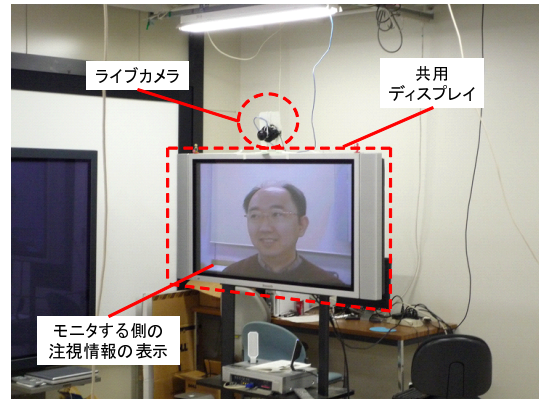 ライブカメラ
共用
ディスプレイ
モニタする側の
注視情報の表示